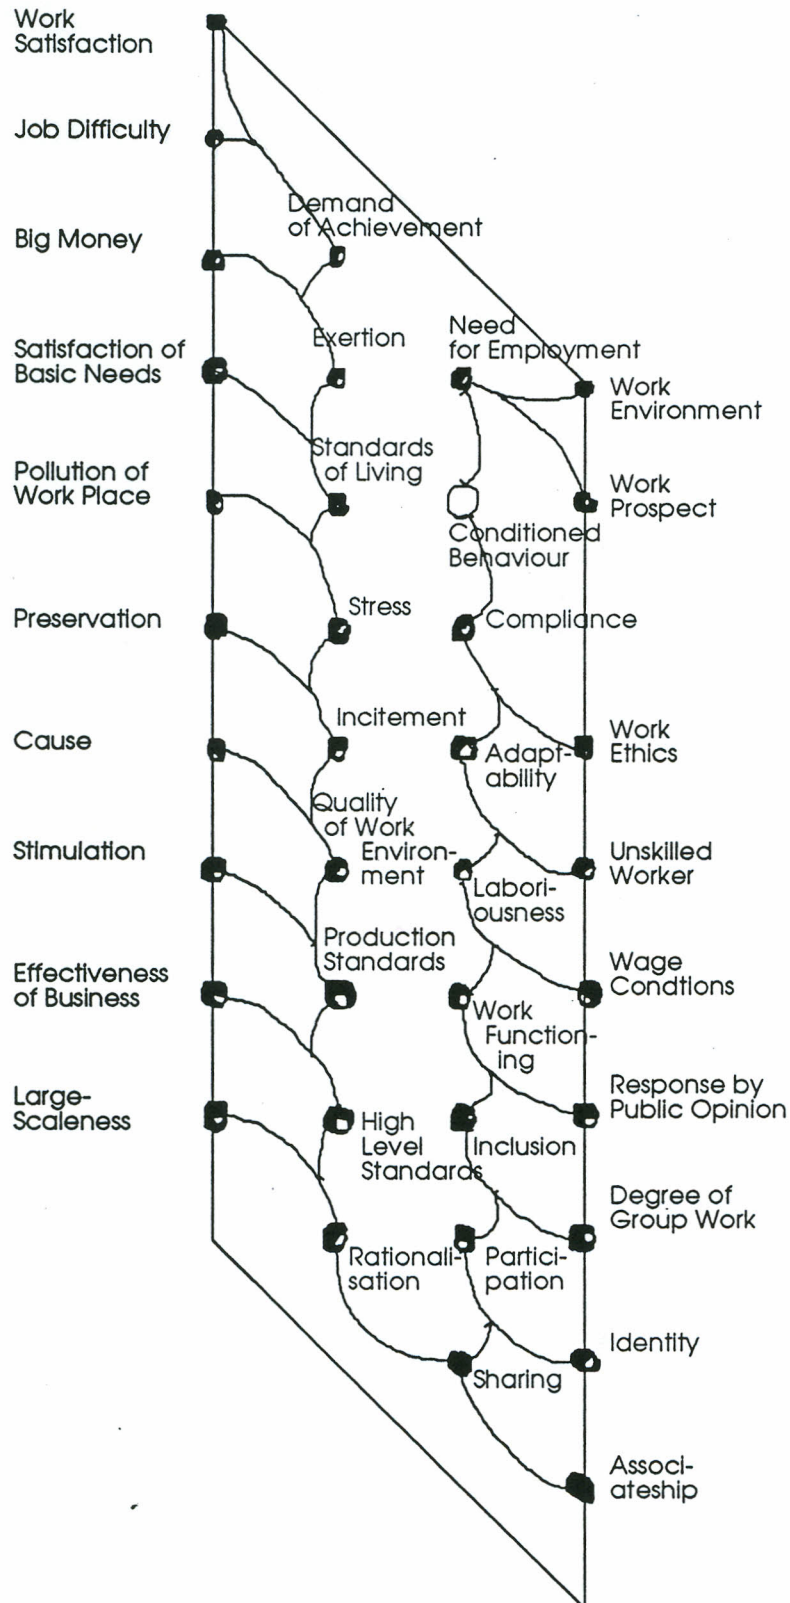 Work
Satisfaction
Job Difficulty
Big Money
Satisfaction of
Basic Needs
Pollution of
Work Place
Preservation
Cause
Stimulation
Effectiveness
of Business
Large-
Scaleness
Demand
of Achievement
Exertion
Standards
of Living
Stress
Incitement
Quality
of Work
Environ-
ment
Production
Standards
High
Level
Standards
Rationali-
sation
Need
for Employment
Conditioned
Behaviour
Compliance
Adapt-
ability
Labori-
ousness
Work
Function-
ing
Inclusion
Partici-
pation
Sharing
Work
Environment
Work
Prospect
Work
Ethics
Unskilled
Worker
Wage
Condtions
Response by
Public Opinion
Degree of
Group Work
Identity
Associ-
ateship